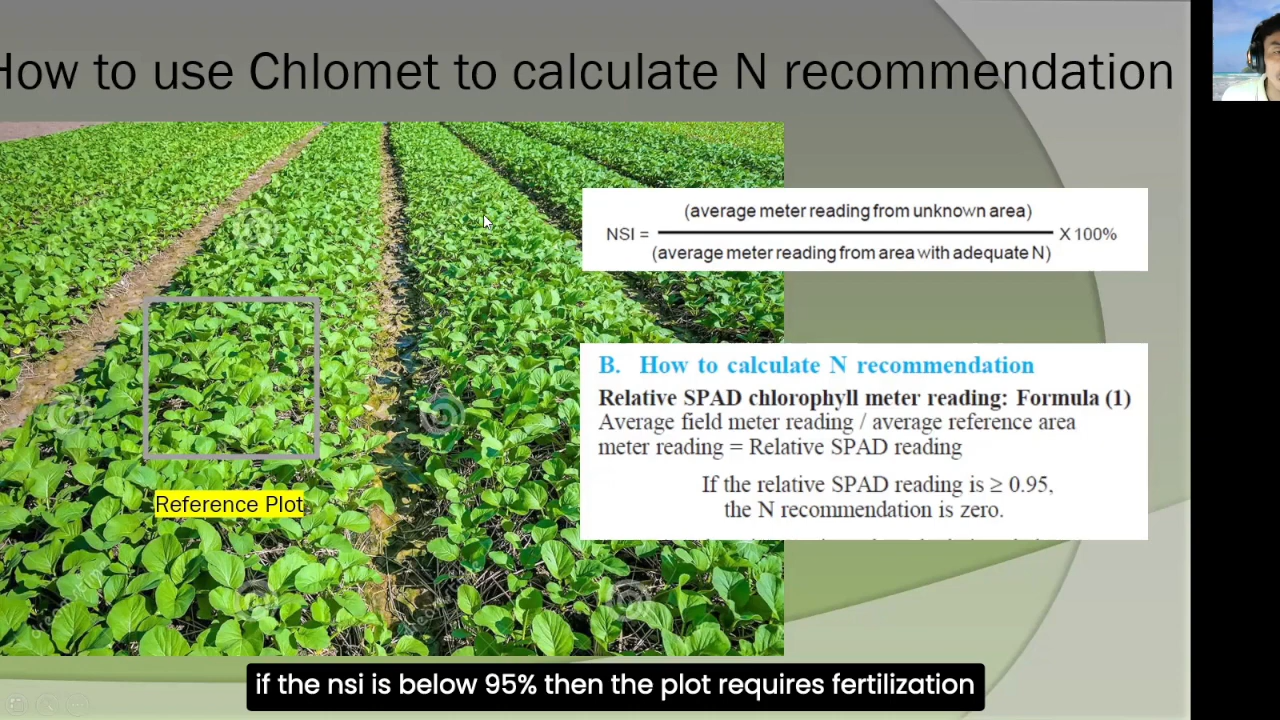 How to use Chlomet to calculate N recommendation
(average meter reading from unknown area)
NSI =
X 100%
(average meter reading from area with adequate N)
B. How to calculate N recommendation
Relative SPAD chlorophyll meter reading: Formula (1)
Average field meter reading / average reference area
meter reading = Relative SPAD reading
If the relative SPAD reading is ≥ 0.95,
the N recommendation is zero.
Reference Plot
if the nsi is below 95% then the plot requires fertilization